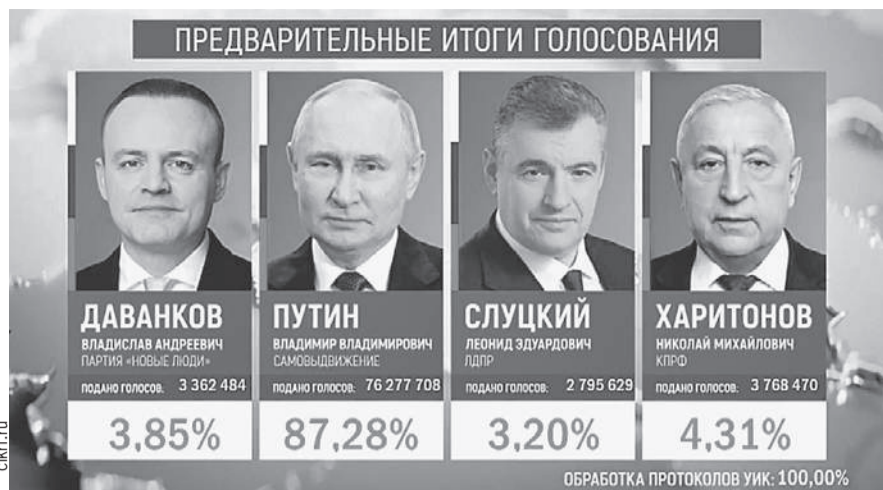 ПРЕДВАРИТЕЛЬНЫЕ ИТОГИ ГОЛОСОВАНИЯ
ДАВАНКОВ
ВЛАДИСЛАВ АНДРЕЕВИЧ
ПАРТИЯ «НОВЫЕ ЛЮДИ»
ПОДАНО ГОЛОСОВ: 3 362 484
3,85%
ПУТИН
ВЛАДИМИР ВЛАДИМИРОВИЧ
САМОВЫДВИЖЕНИЕ
ПОДАНО ГОЛОСОВ: 76 277 708
87,28%
СЛУЦКИЙ
ЛЕОНИД ЭДУАРДОВИЧ
ЛДПР
ПОДАНО ГОЛОСОВ: 2 795 629
3,20%
ХАРИТОНОВ
НИКОЛАЙ МИХАЙЛОВИЧ
КПРФ
ПОДАНО ГОЛОСОВ: 3 768 470
4,31%
ОБРАБОТКА ПРОТОКОЛОВ УИК: 100,00%
cikrf.ru